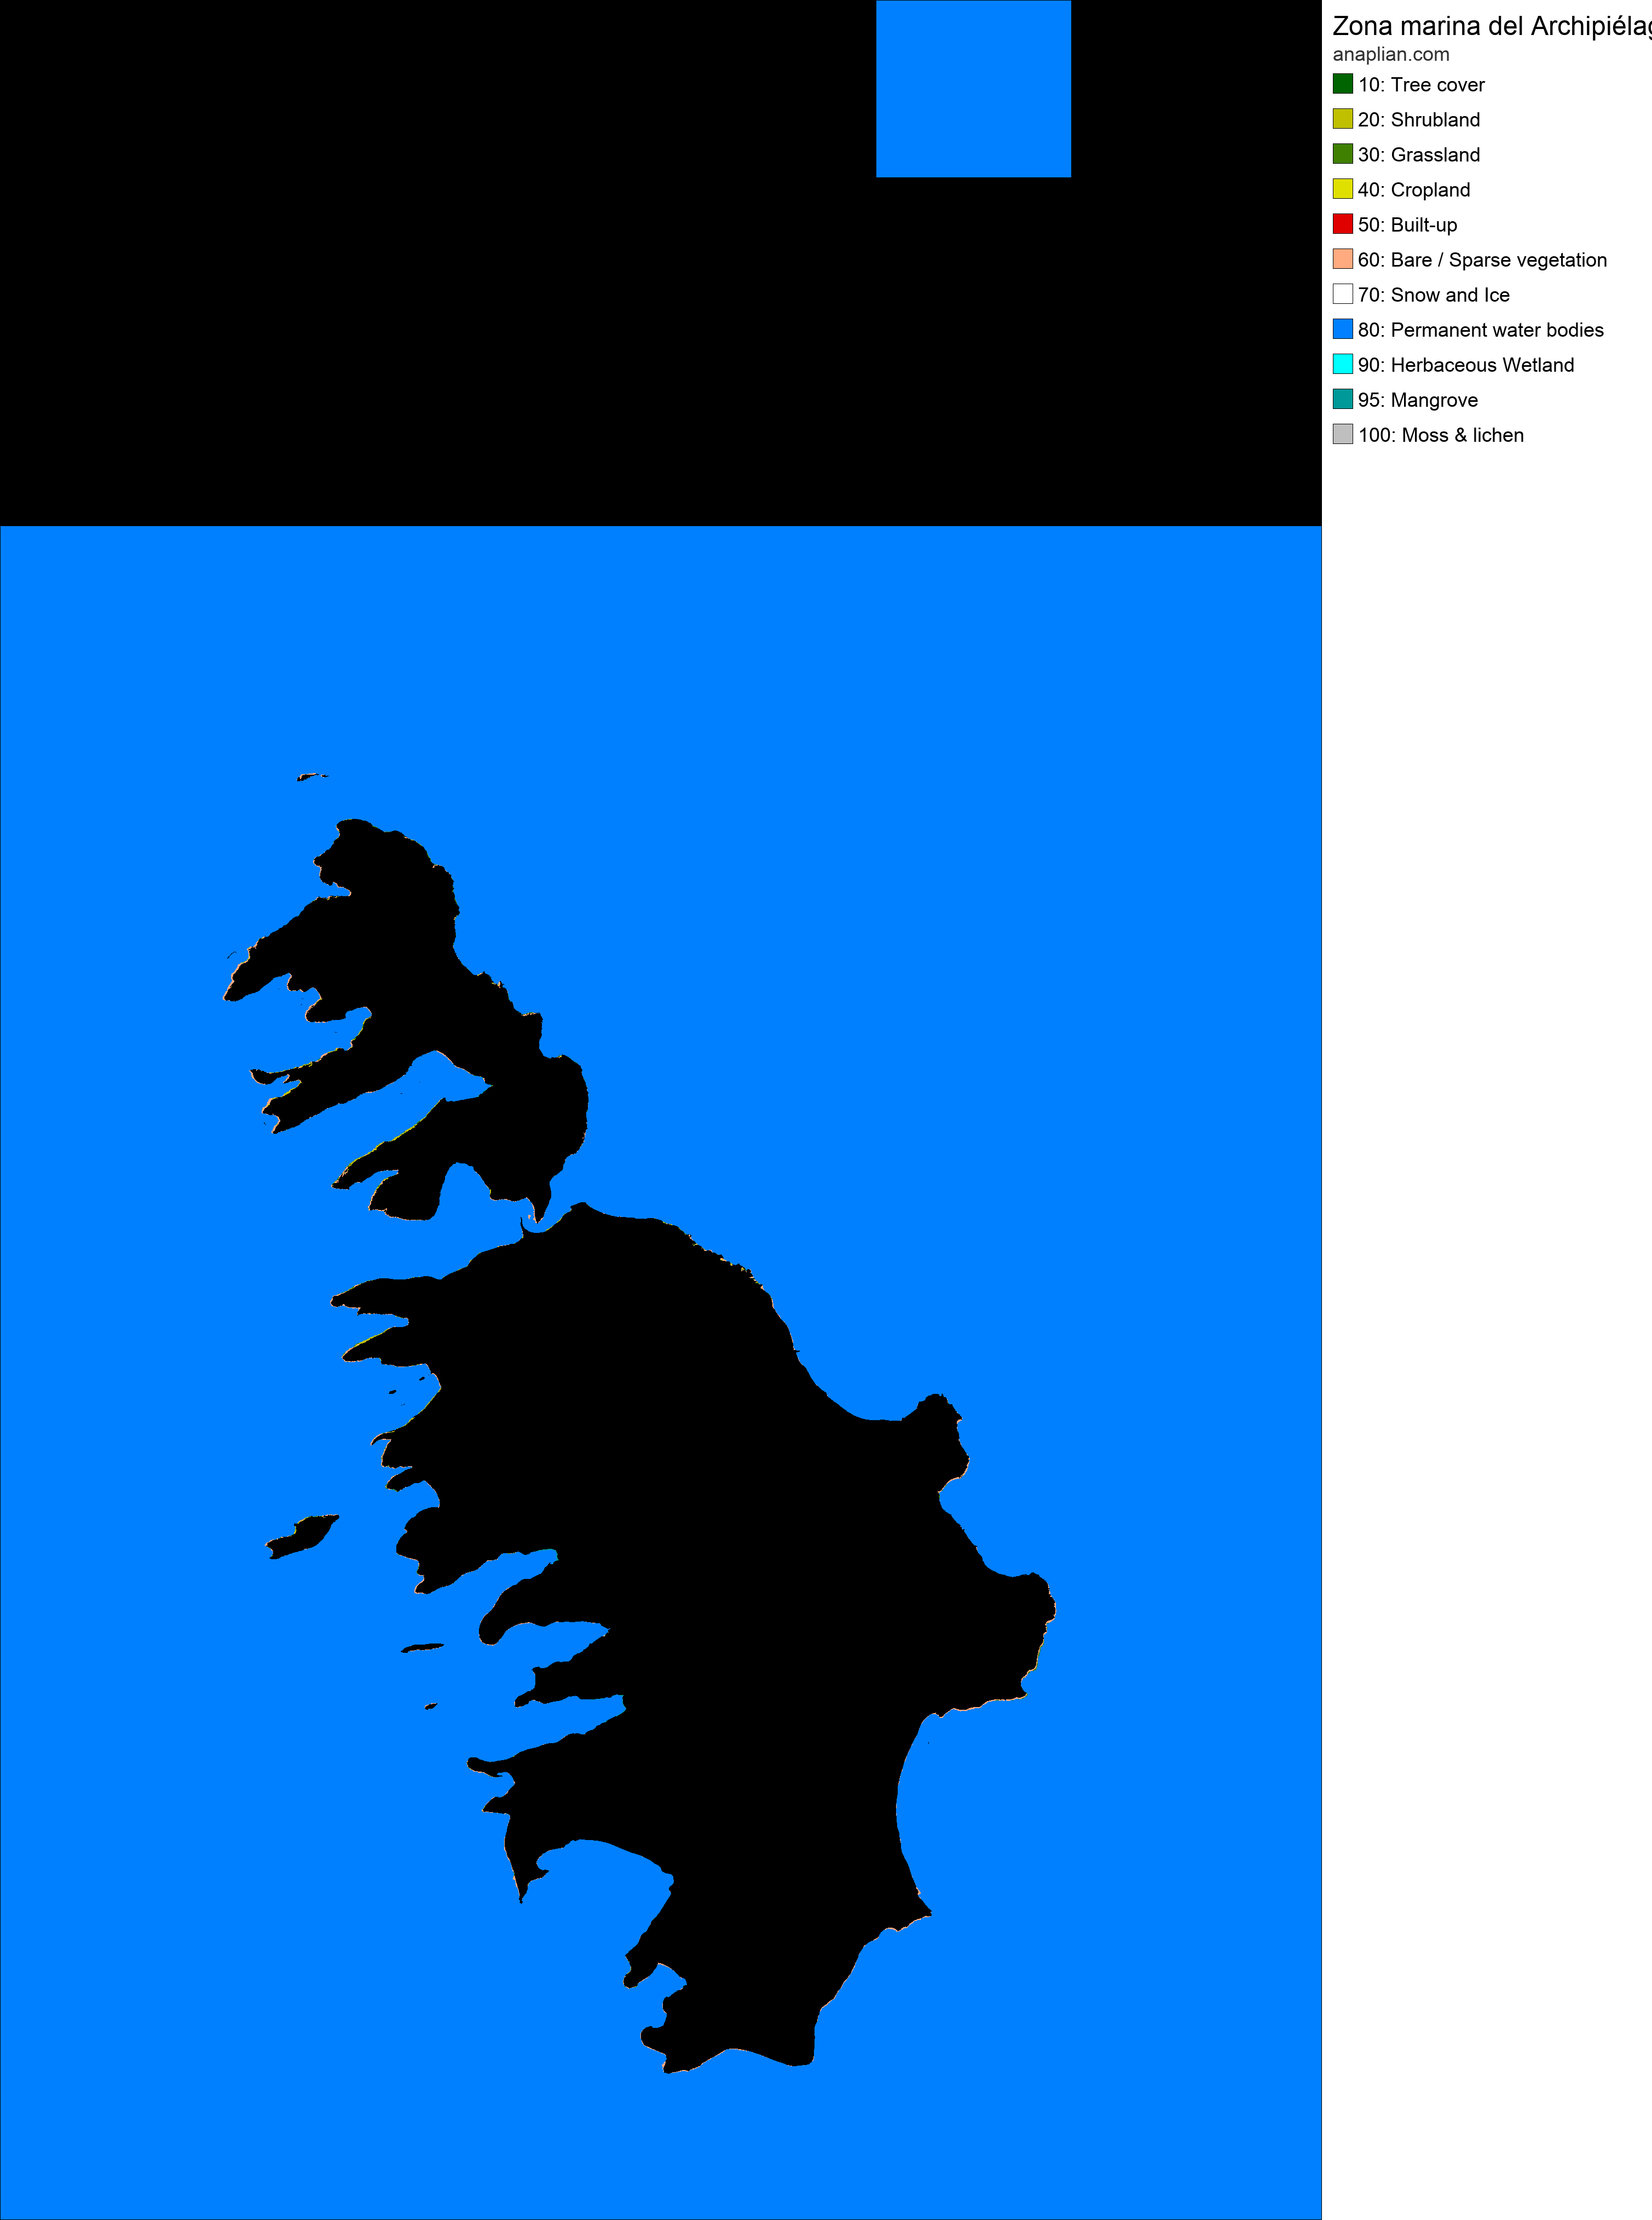 Zona marina del Archipiélag
anaplian.com
10: Tree cover
20: Shrubland
30: Grassland
40: Cropland
50: Built-up
60: Bare / Sparse vegetation
70: Snow and Ice
80: Permanent water bodies
90: Herbaceous Wetland
95: Mangrove
100: Moss & lichen